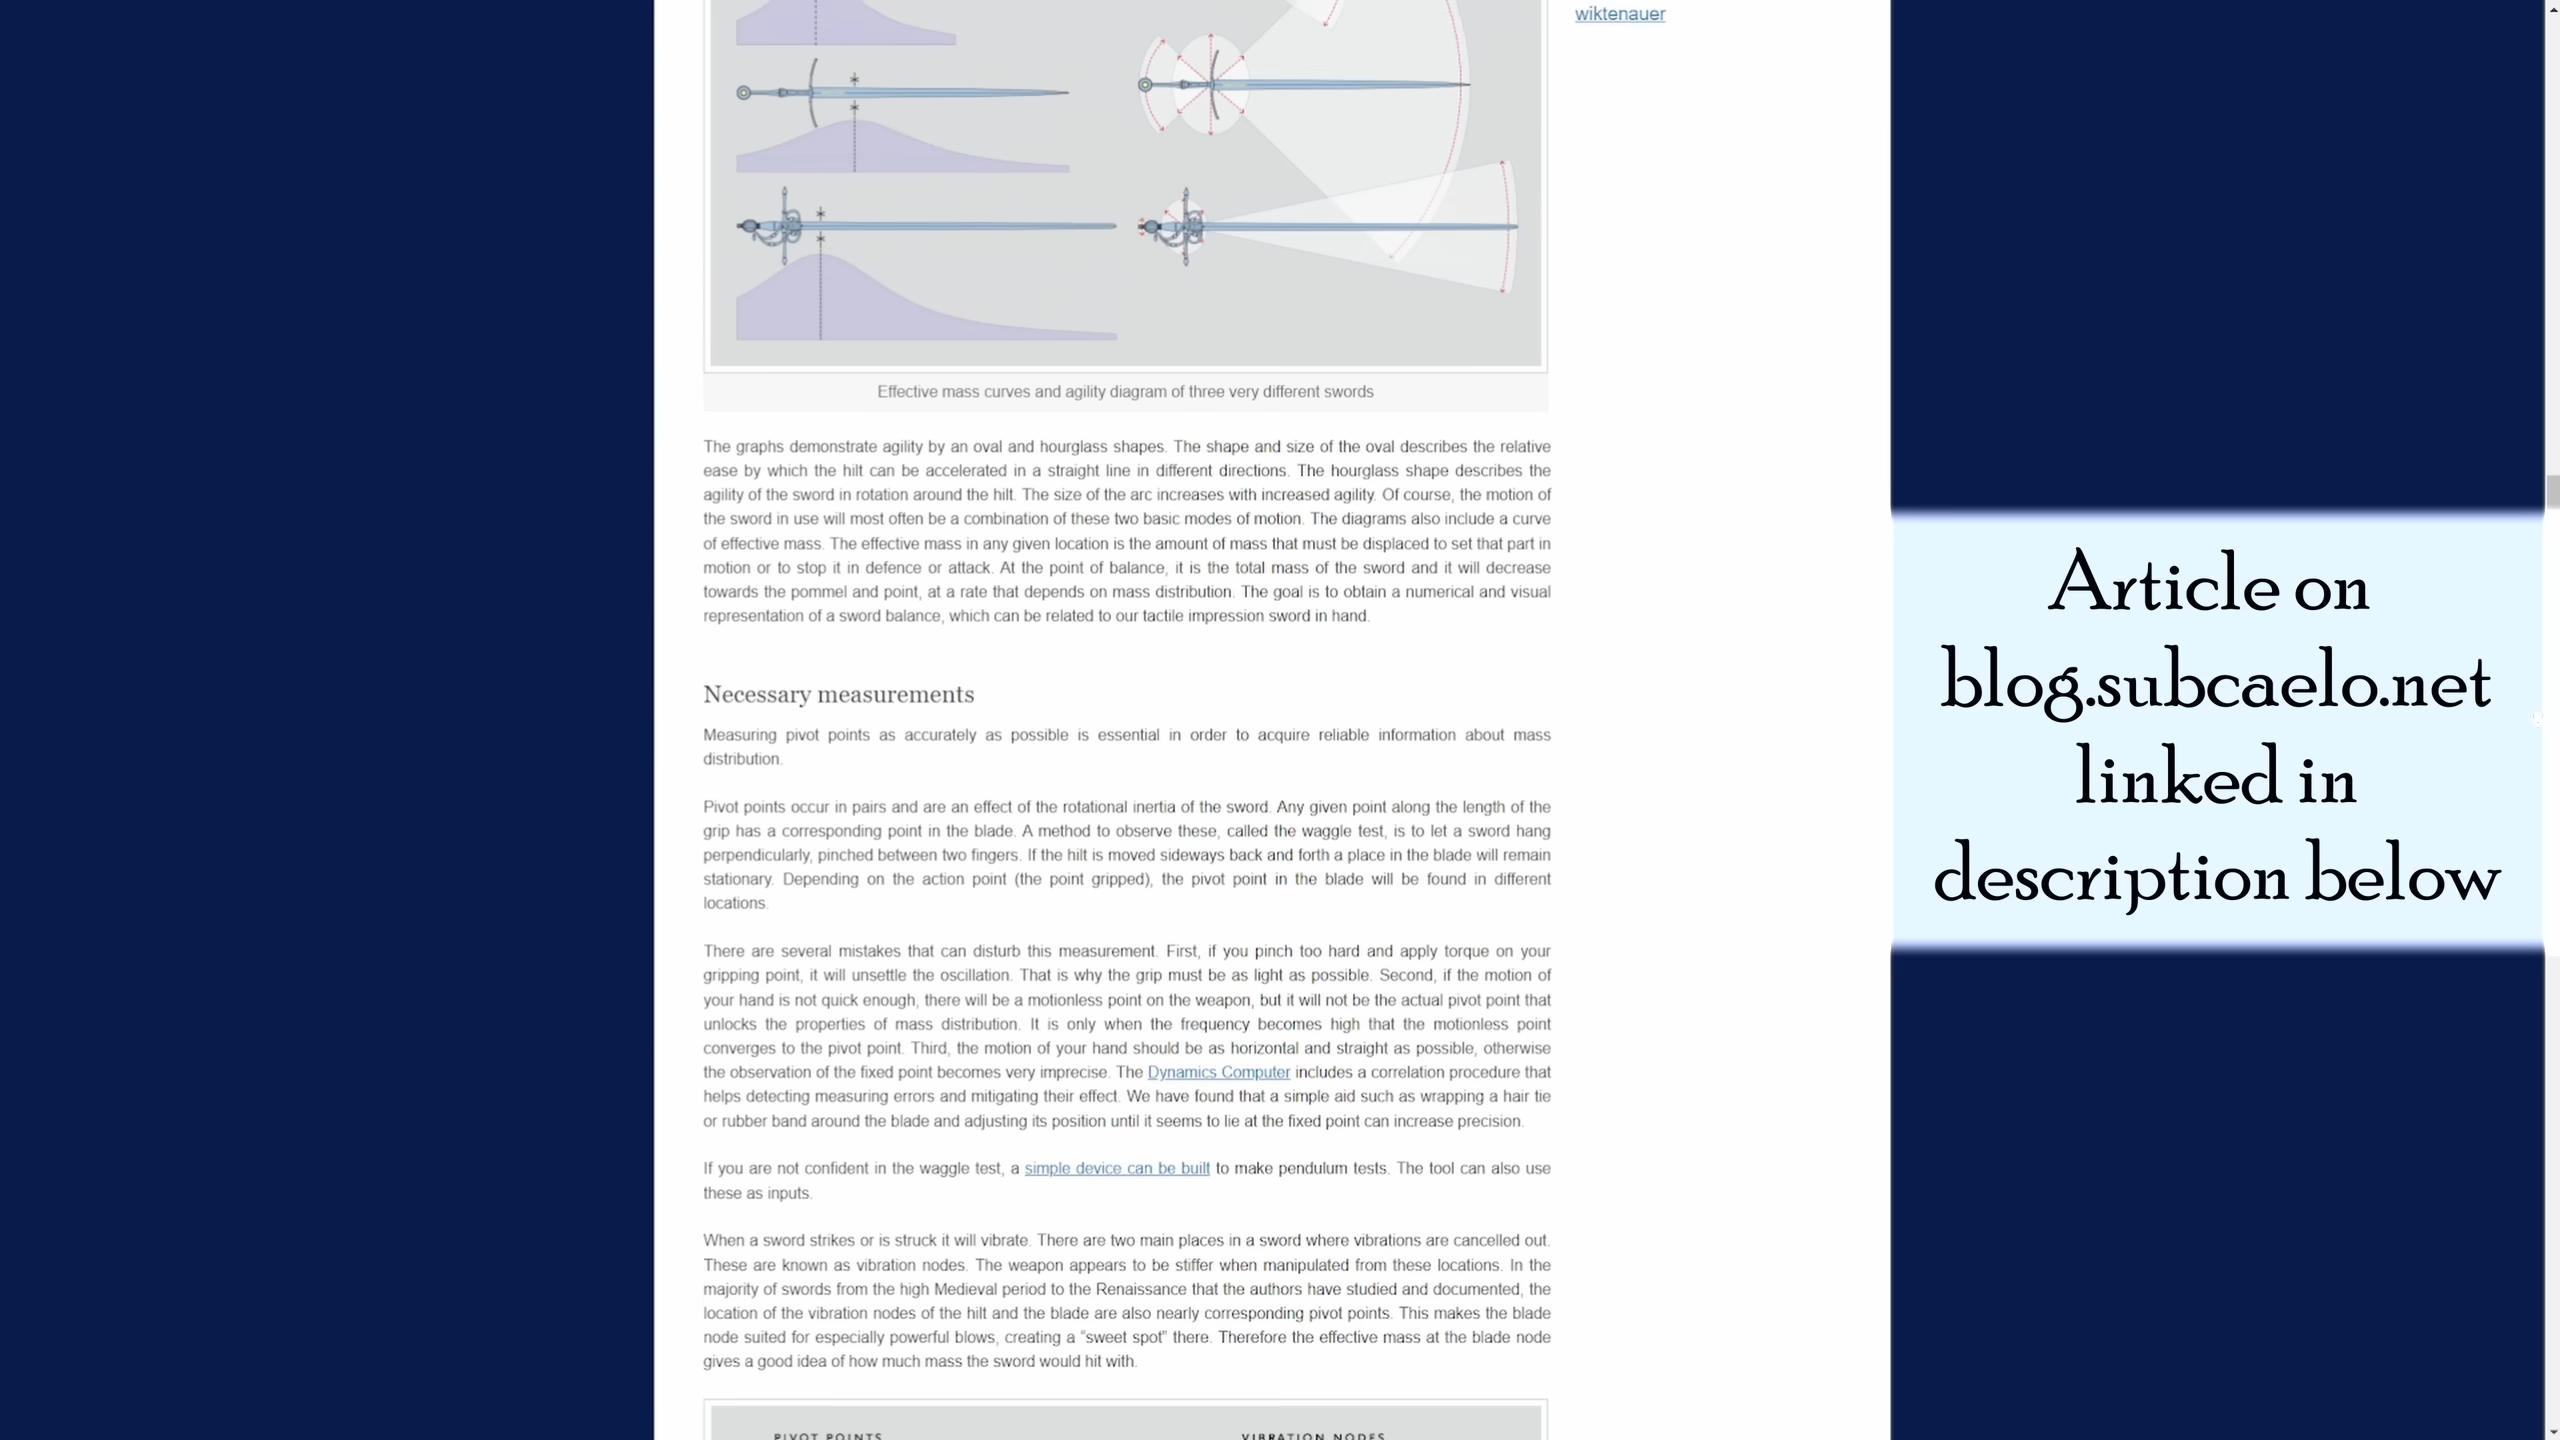 wiktenauer
Effective mass curves and agility diagram of three very different swords
The graphs demonstrate agility by an oval and hourglass shapes. The shape and size of the oval describes the relative
ease by which the hilt can be accelerated in a straight line in different directions. The hourglass shape describes the
agility of the sword in rotation around the hilt. The size of the arc increases with increased agility. Of course, the motion of
the sword in use will most often be a combination of these two basic modes of motion. The diagrams also include a curve
of effective mass. The effective mass in any given location is the amount of mass that must be displaced to set that part in
motion or to stop it in defence or attack. At the point of balance, it is the total mass of the sword and it will decrease
towards the pommel and point, at a rate that depends on mass distribution. The goal is to obtain a numerical and visual
representation of a sword balance, which can be related to our tactile impression sword in hand.
Necessary measurements
Measuring pivot points as accurately as possible is essential in order to acquire reliable information about mass
distribution.
Pivot points occur in pairs and are an effect of the rotational inertia of the sword. Any given point along the length of the
grip has a corresponding point in the blade. A method to observe these, called the waggle test, is to let a sword hang
perpendicularly, pinched between two fingers. If the hilt is moved sideways back and forth a place in the blade will remain
stationary. Depending on the action point (the point gripped), the pivot point in the blade will be found in different
locations.
There are several mistakes that can disturb this measurement. First, if you pinch too hard and apply torque on your
gripping point, it will unsettle the oscillation. That is why the grip must be as light as possible. Second, if the motion of
your hand is not quick enough, there will be a motionless point on the weapon, but it will not be the actual pivot point that
unlocks the properties of mass distribution. It is only when the frequency becomes high that the motionless point
converges to the pivot point. Third, the motion of your hand should be as horizontal and straight as possible, otherwise
the observation of the fixed point becomes very imprecise. The Dynamics Computer includes a correlation procedure that
helps detecting measuring errors and mitigating their effect. We have found that a simple aid such as wrapping a hair tie
or rubber band around the blade and adjusting its position until it seems to lie at the fixed point can increase precision.
If you are not confident in the waggle test, a simple device can be built to make pendulum tests. The tool can also use
these as inputs.
When a sword strikes or is struck it will vibrate. There are two main places in a sword where vibrations are cancelled out.
These are known as vibration nodes. The weapon appears to be stiffer when manipulated from these locations. In the
majority of swords from the high Medieval period to the Renaissance that the authors have studied and documented, the
location of the vibration nodes of the hilt and the blade are also nearly corresponding pivot points. This makes the blade
node suited for especially powerful blows, creating a “sweet spot” there. Therefore the effective mass at the blade node
gives a good idea of how much mass the sword would hit with.
PIVOT POINTS
VIBRATION NODES
Article on
blog.subcaelo.net
linked in
description below